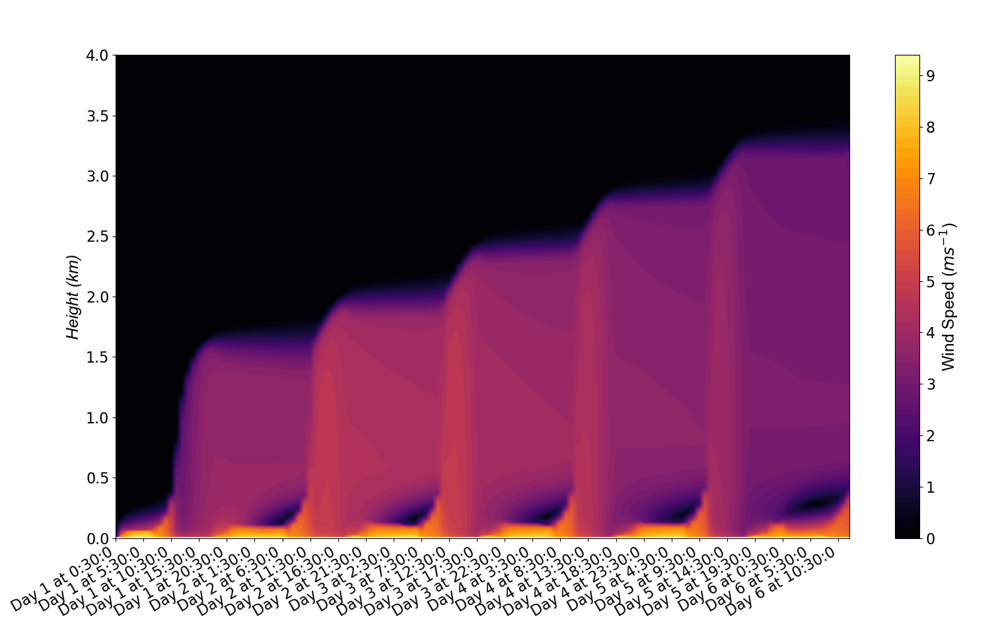 4.0
3.5
3.0
2.5
2.0
1.5
1.0
0.5
0.0
Height (km)
Day 1 at 0:30:0
Day 1 at 5:30:0
Day 1 at 10:30:0
Day 1 at 15:30:0
Day 1 at 20:30:0
Day 2 at 1:30:0
Day 2 at 6:30:0
Day 2 at 11:30:0
Day 2 at 16:30:0
Day 2 at 21:30:0
Day 3 at 2:30:0
Day 3 at 7:30:0
Day 3 at 12:30:0
Day 3 at 17:30:0
Day 3 at 22:30:0
Day 4 at 3:30:0
Day 4 at 8:30:0
Day 4 at 13:30:0
Day 4 at 18:30:0
Day 4 at 23:30:0
Day 5 at 4:30:0
Day 5 at 9:30:0
Day 5 at 14:30:0
Day 5 at 19:30:0
Day 6 at 0:30:0
Day 6 at 5:30:0
Day 6 at 10:30:0
9
8
7
6
5
4
3
2
1
0
Wind Speed (ms⁻¹)